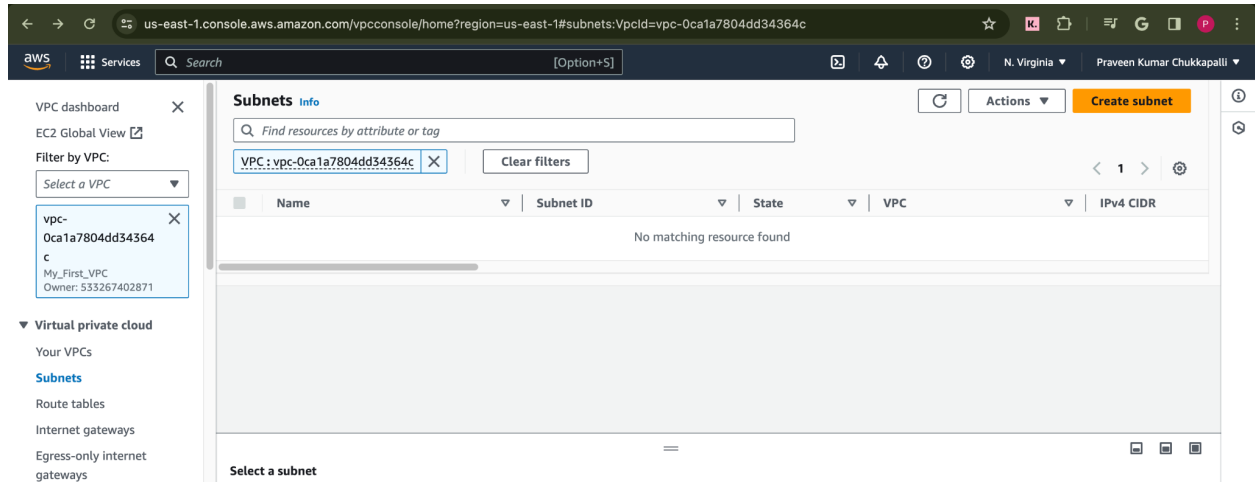 us-east-1.console.aws.amazon.com/vpcconsole/home?region=us-east-1#subnets:VpcId=vpc-0ca1a7804dd34364c
K.
G
P
aws
Services
Search
[Option+S]
N. Virginia
Praveen Kumar Chukkapalli
VPC dashboard
EC2 Global View
Filter by VPC:
Select a VPC
vpc-
0ca1a7804dd34364
c
My_First_VPC
Owner: 533267402871
Virtual private cloud
Your VPCs
Subnets
Route tables
Internet gateways
Egress-only internet
gateways
Subnets Info
Actions
Create subnet
Find resources by attribute or tag
VPC : vpc-0ca1a7804dd34364c
Clear filters
1
Name Subnet ID State VPC IPv4 CIDR
No matching resource found
Select a subnet